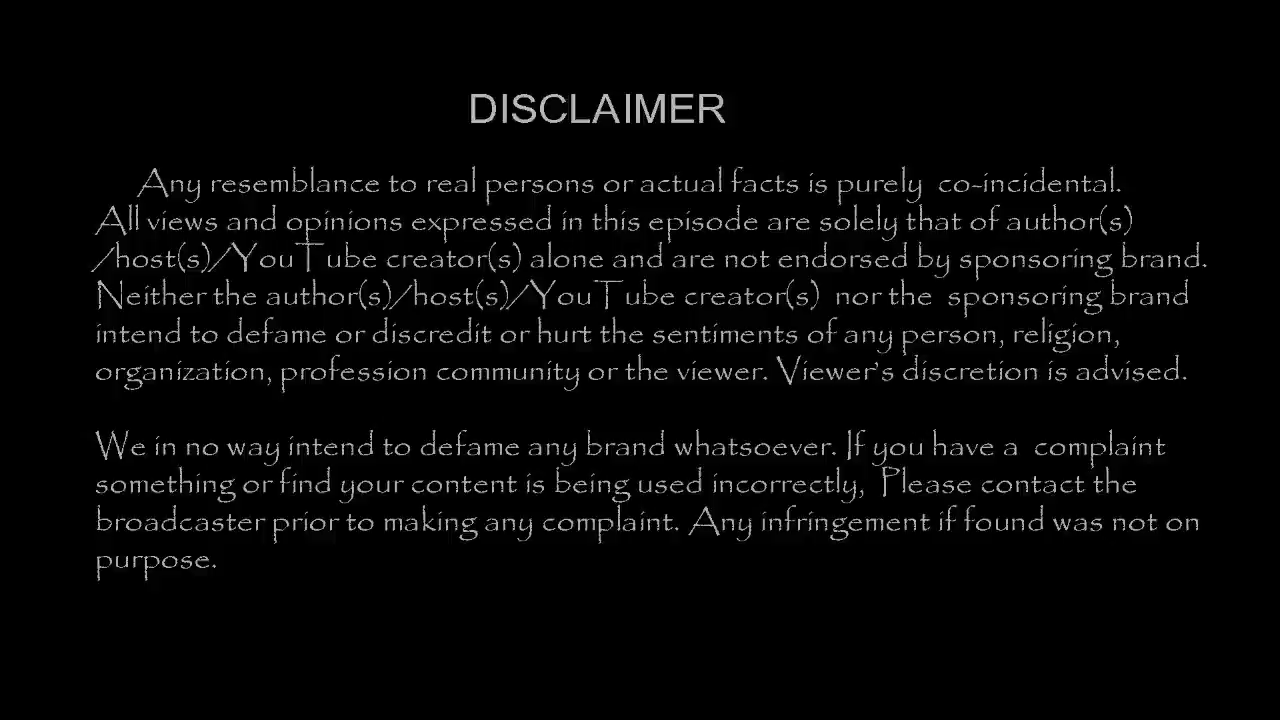 DISCLAIMER
Any resemblance to real persons or actual facts is purely co-incidental.
All views and opinions expressed in this episode are solely that of author(s)
/host(s)/YouTube creator(s) alone and are not endorsed by sponsoring brand.
Neither the author(s)/host(s)/YouTube creator(s) nor the sponsoring brand
intend to defame or discredit or hurt the sentiments of any person, religion,
organization, profession community or the viewer. Viewer's discretion is advised.
We in no way intend to defame any brand whatsoever. If you have a complaint
something or find your content is being used incorrectly, Please contact the
broadcaster prior to making any complaint. Any infringement if found was not on
purpose.